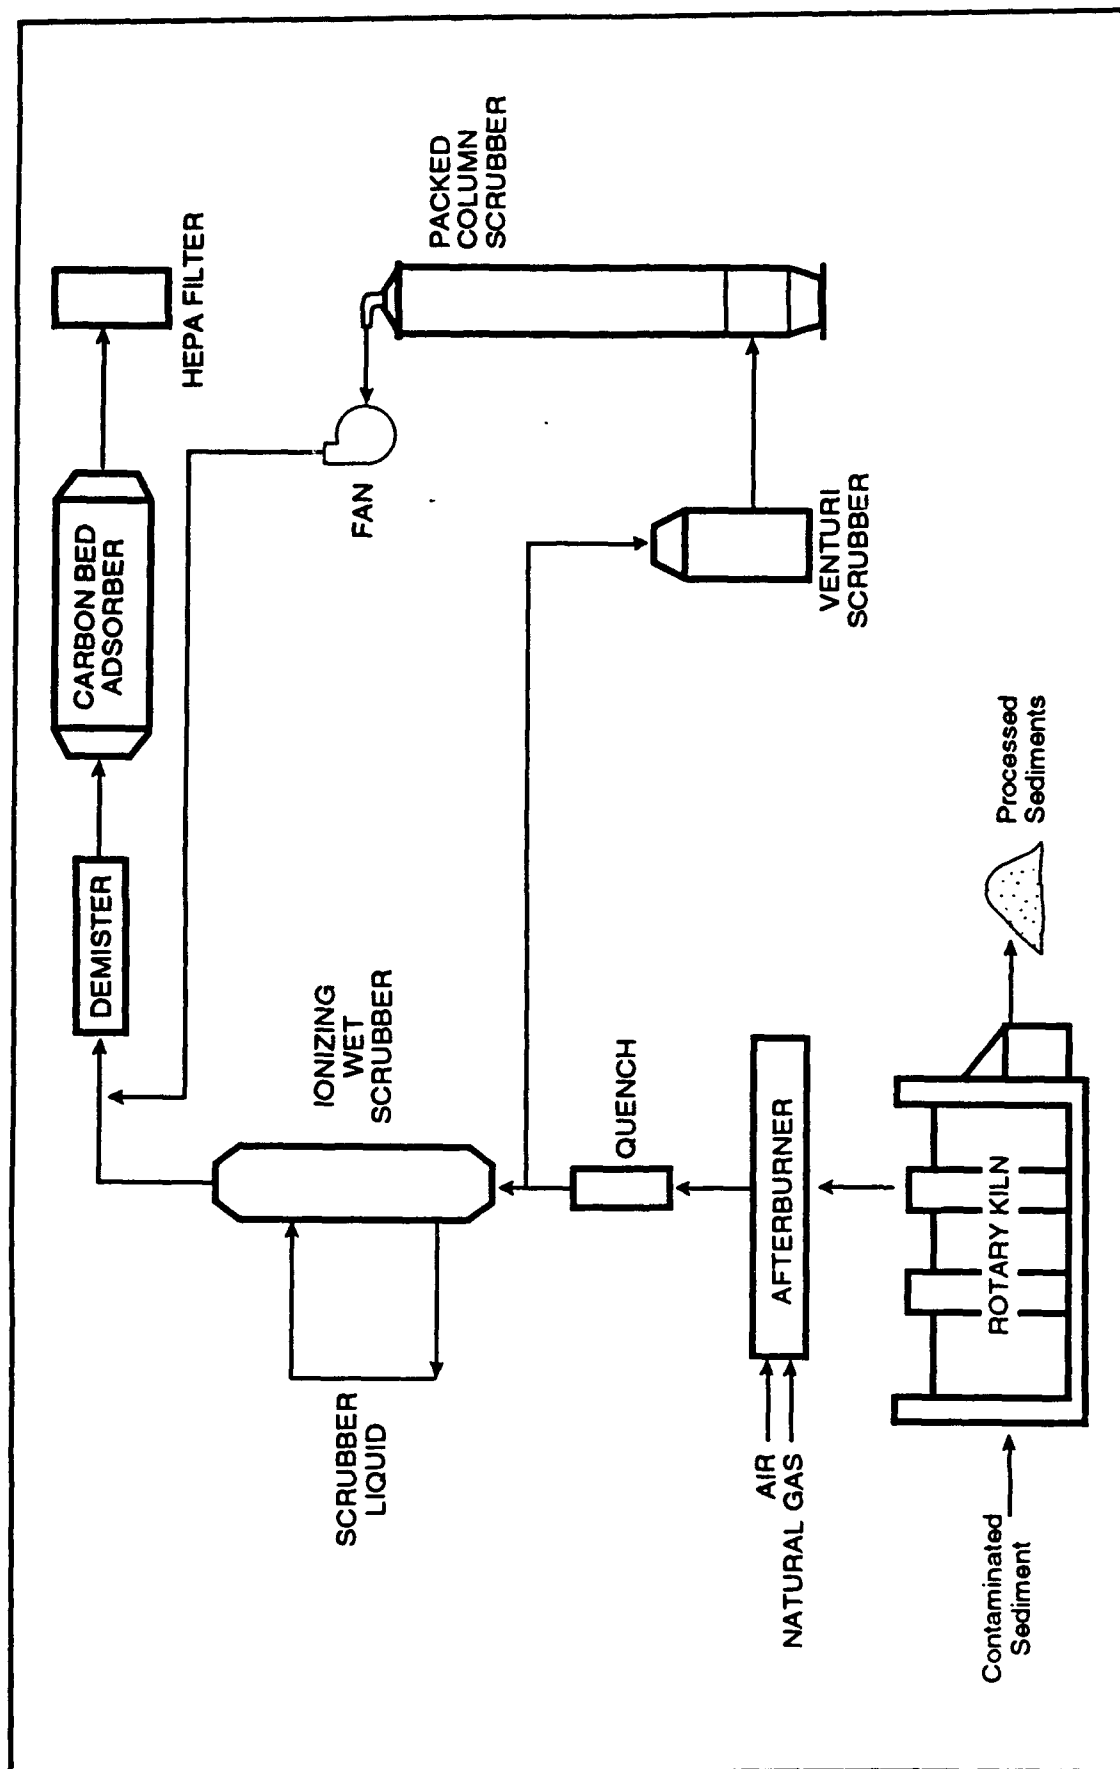 CARBON BED
ADSORBER
DEMISTER
HEPA FILTER
IONIZING
WET
SCRUBBER
SCRUBBER
LIQUID
FAN
PACKED
COLUMN
SCRUBBER
QUENCH
VENTURI
SCRUBBER
AIR
NATURAL GAS
AFTERBURNER
ROTARY KILN
Contaminated
Sediment
Processed
Sediments